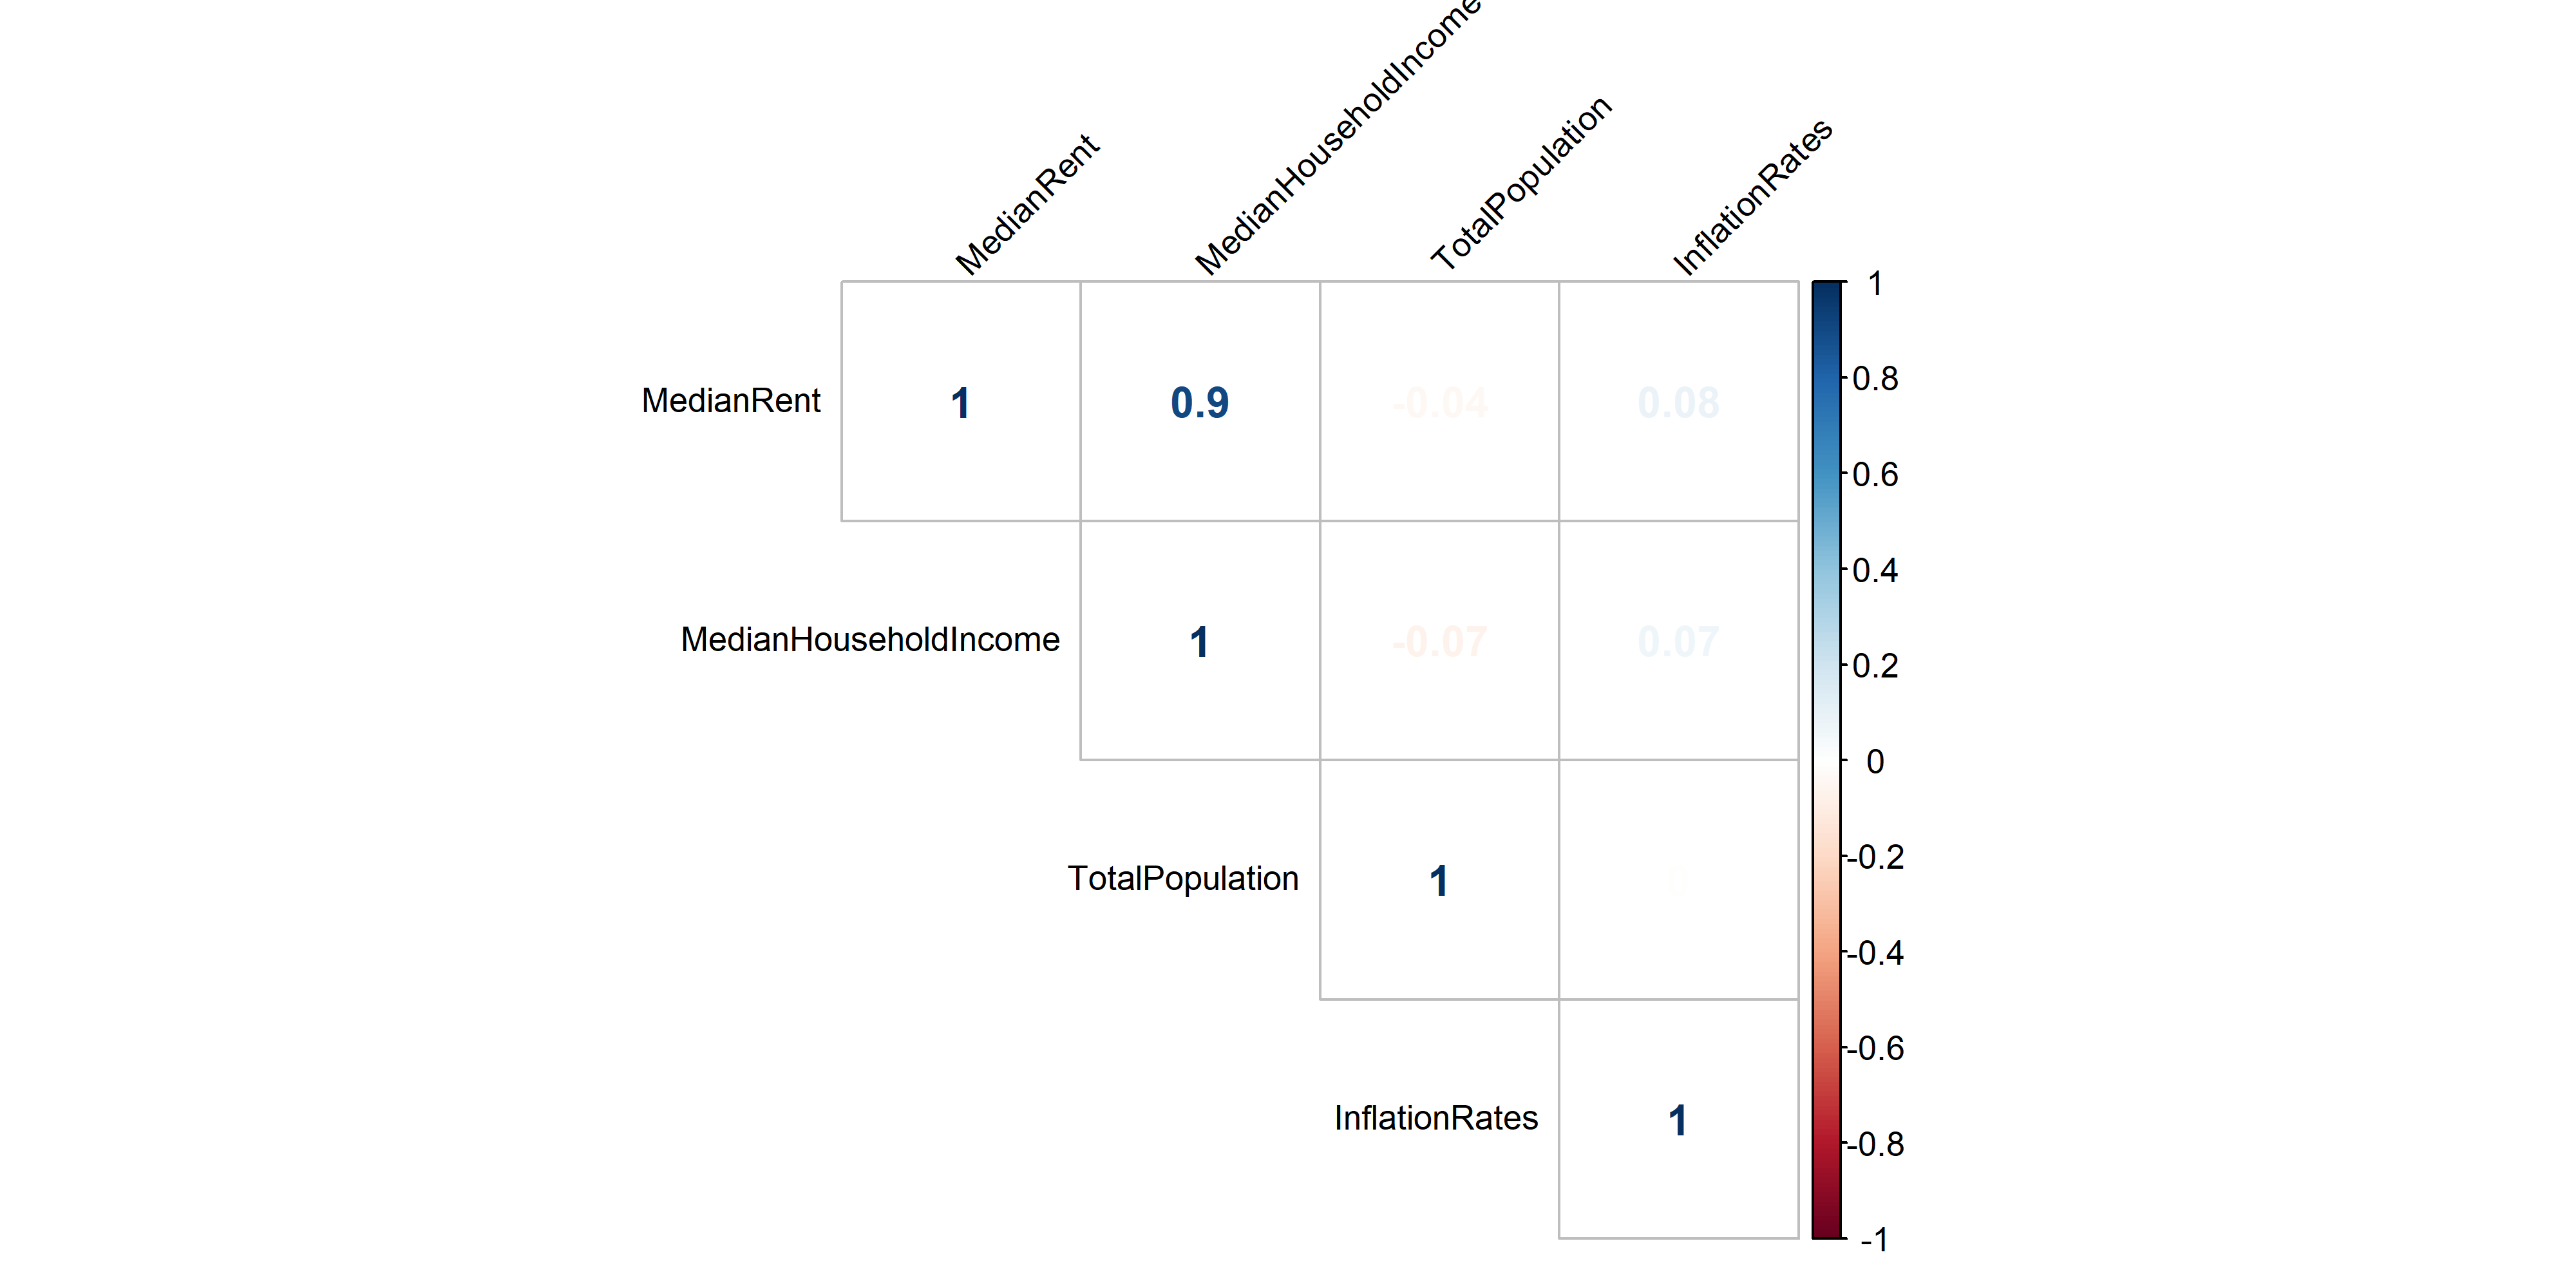 MedianRent
MedianHouseholdIncome
TotalPopulation
InflationRates
1
MedianRent 1 0.9 -0.04 0.08
0.8
0.6
0.4
MedianHouseholdIncome 1 -0.07 0.07
0.2
0
TotalPopulation 1
-0.2
-0.4
-0.6
InflationRates 1
-0.8
-1